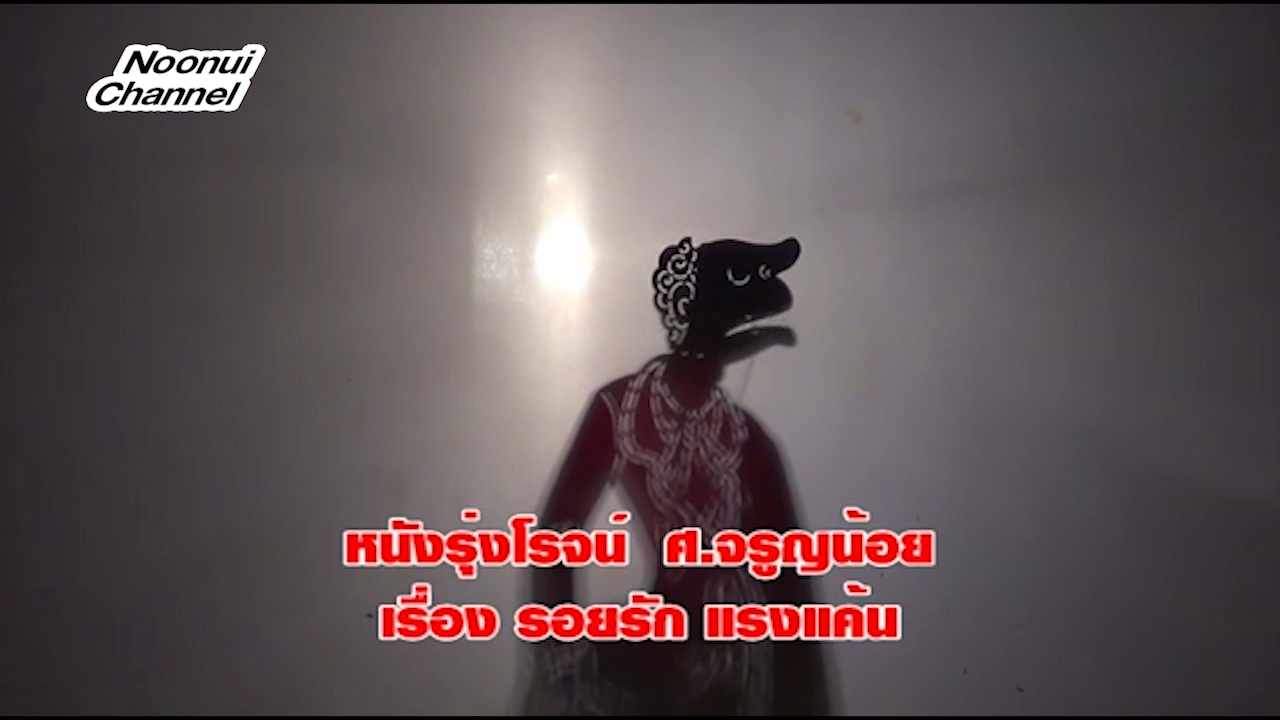 Noonui
Channel
หนังรุ่งโรจน์ ศ.จรูญน้อย
เรื่อง รอยรัก แรงแค้น